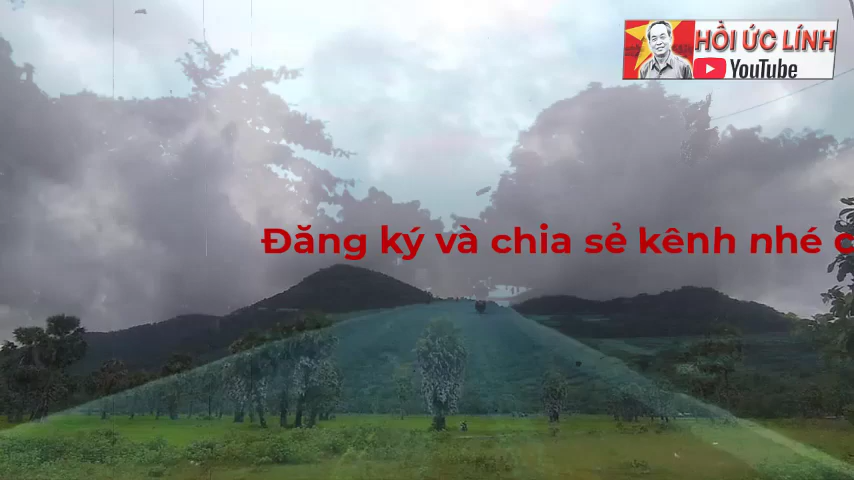 HỒI ỨC LÍNH
YouTube
Đăng ký và chia sẻ kênh nhé c